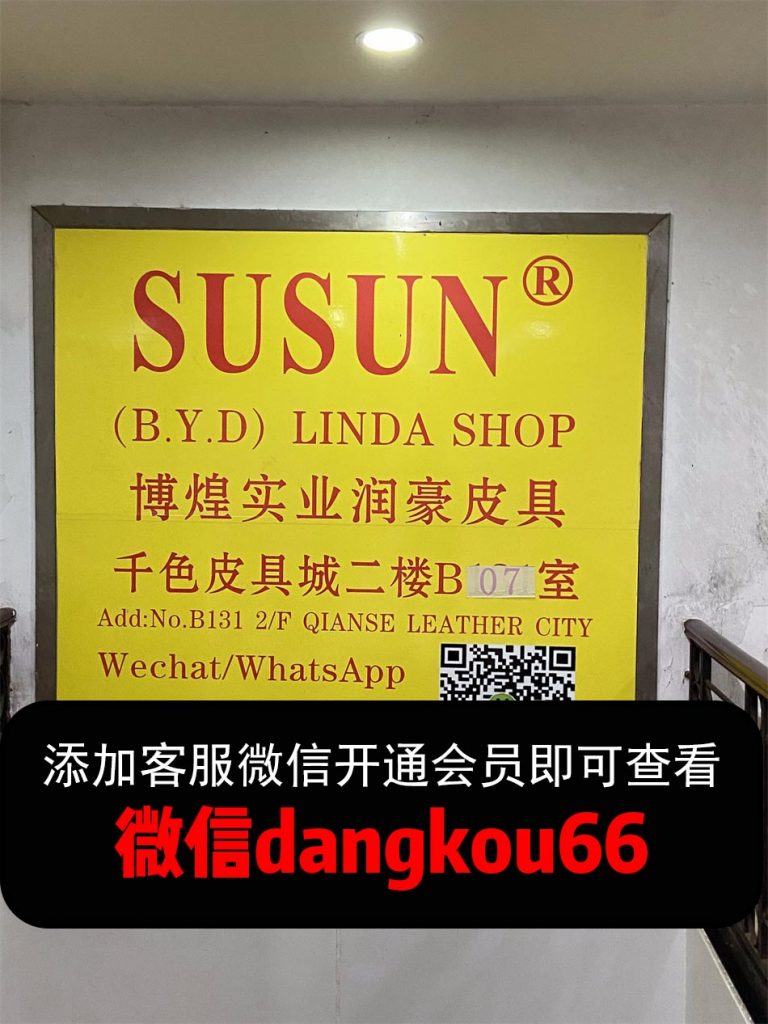 SUSUN®
(B.Y.D) LINDA SHOP
博煌实业润豪皮具
千色皮具城二楼B07室
Add:No.B131 2/F QIANSE LEATHER CITY
Wechat/WhatsApp
添加客服微信开通会员即可查看
微信dangkou66